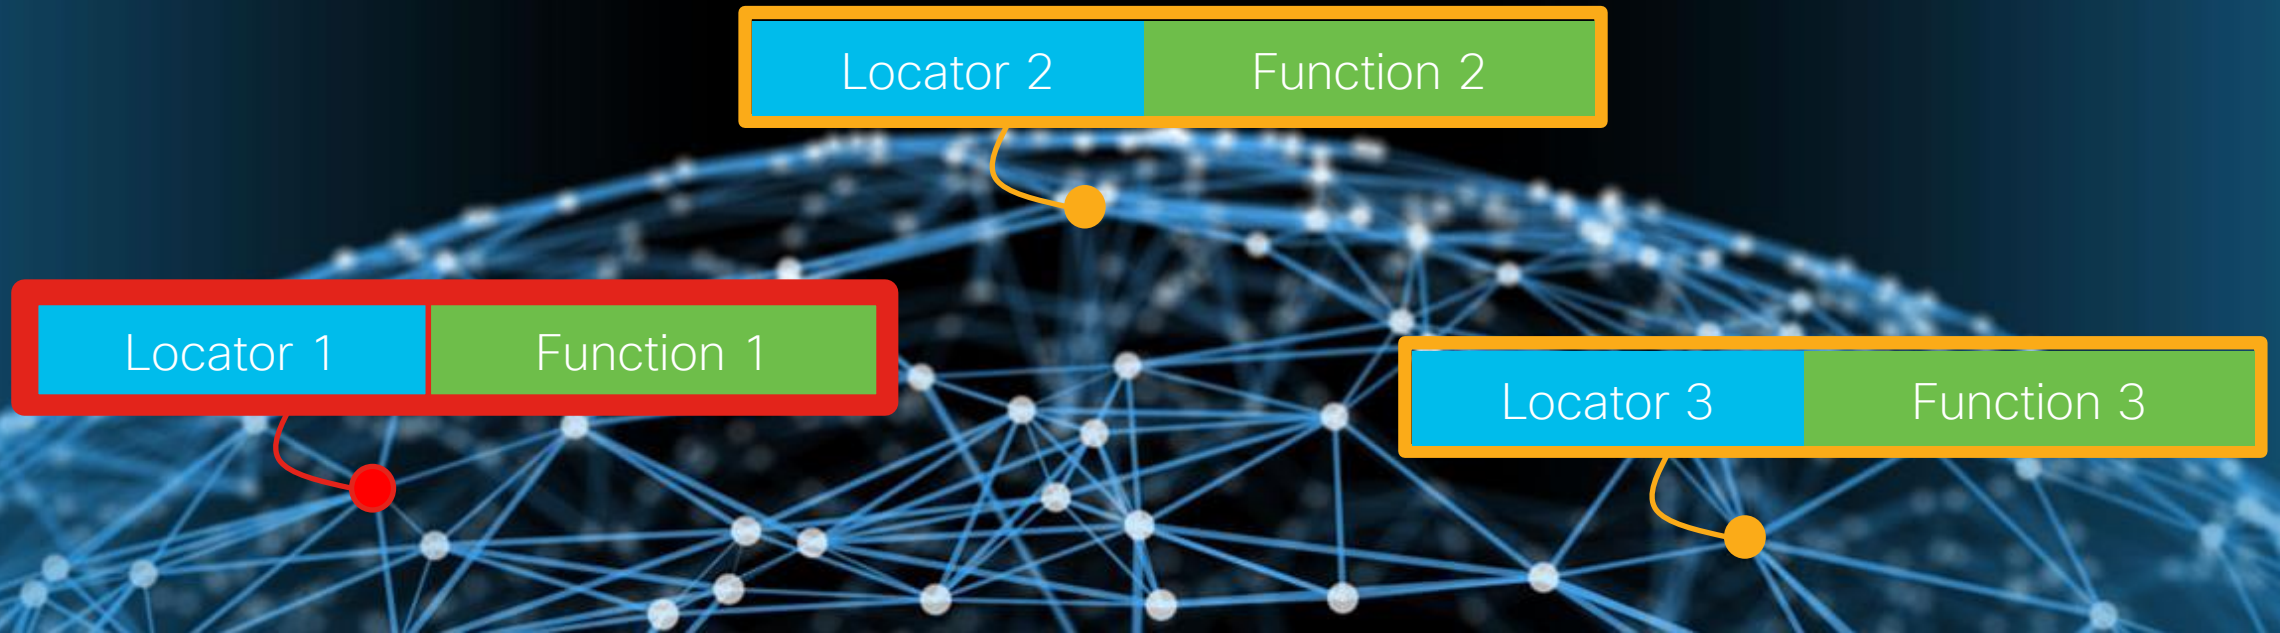 Locator 2 Function 2
Locator 1 Function 1
Locator 3 Function 3